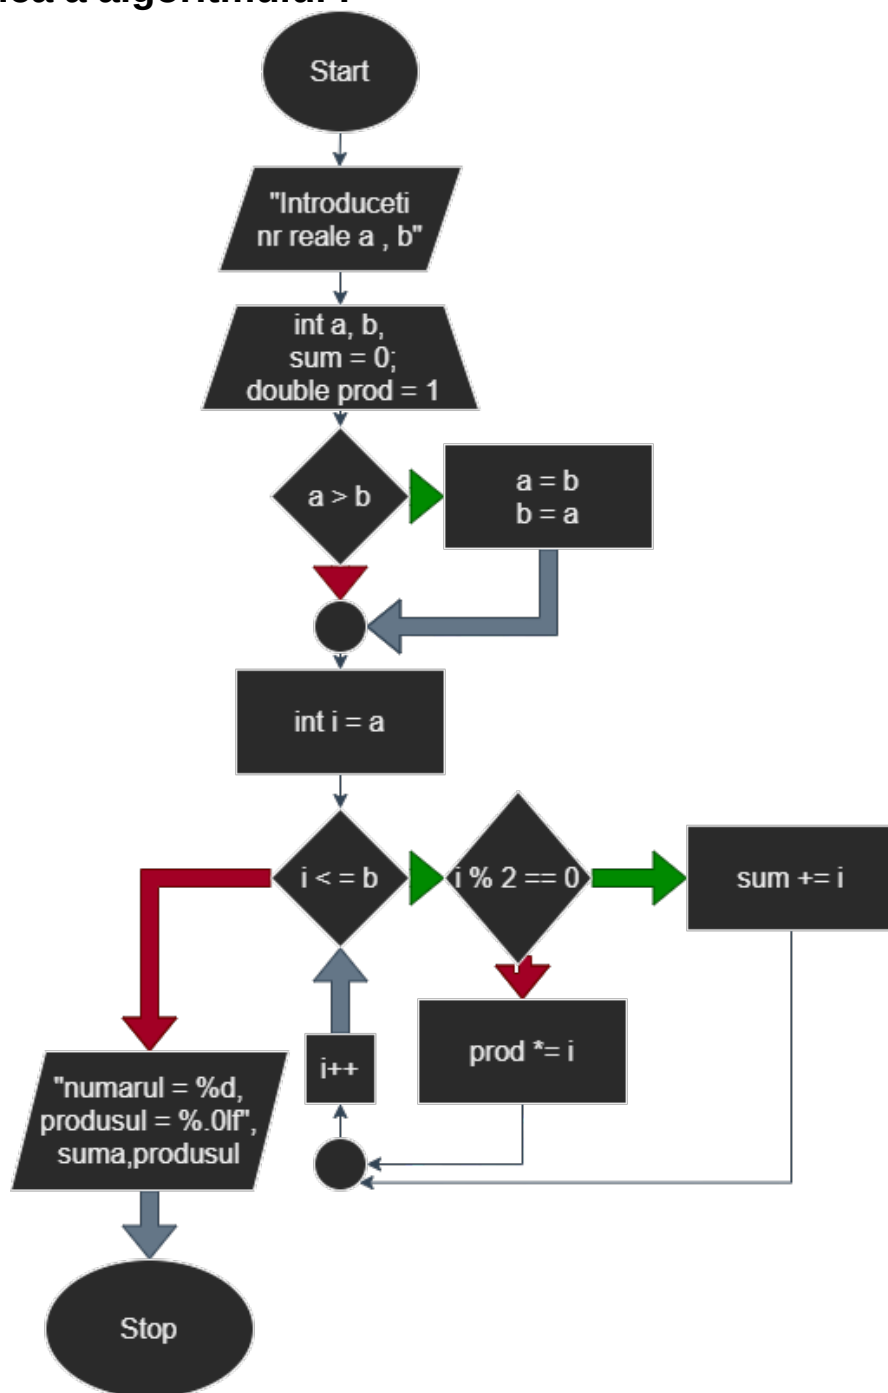 a algoritmului :
Start
"Introduceti
nr reale a , b"
int a, b,
sum = 0;
double prod = 1
a > b
a = b
b = a
int i = a
i < = b
i % 2 == 0
sum += i
prod *= i
i++
"numarul = %d,
produsul = %.0lf",
suma,produsul
Stop